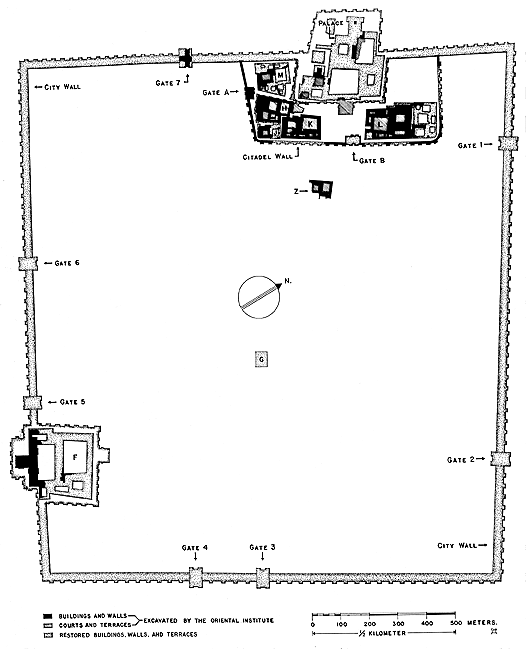 PALACE
CITY WALL
GATE 7
GATE A
M
K
L
GATE 1
CITADEL WALL
GATE B
Z
GATE 6
N.
G
GATE 5
F
GATE 2
GATE 4
GATE 3
CITY WALL
BUILDINGS AND WALLS
COURTS AND TERRACES
EXCAVATED BY THE ORIENTAL INSTITUTE
RESTORED BUILDINGS, WALLS, AND TERRACES
0 100 200 300 400 500 METERS.
1/2 KILOMETER